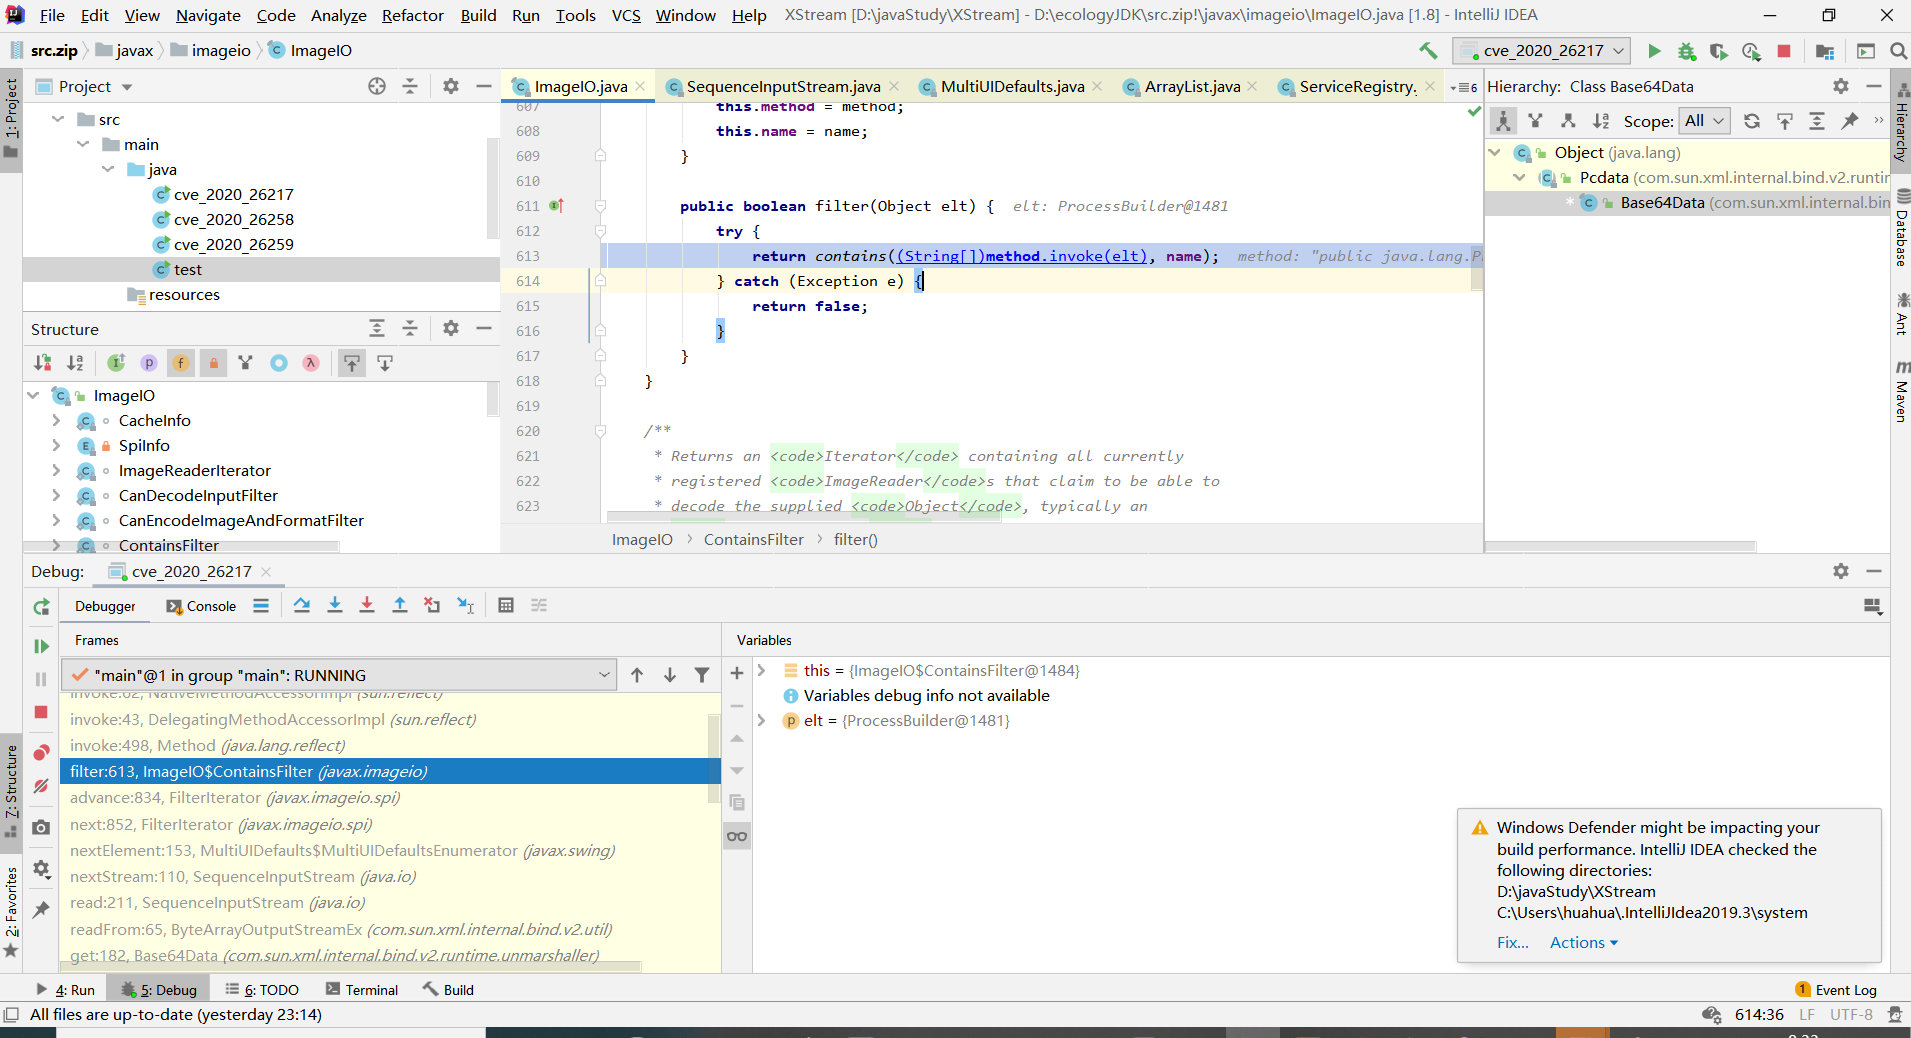 File Edit View Navigate Code Analyze Refactor Build Run Tools VCS Window Help XStream [D:\javaStudy\XStream] - D:\ecologyJDK\src.zip!\javax\imageio\ImageIO.java [1.8] - IntelliJ IDEA
src.zip javax imageio ImageIO cve_2020_26217
1: Project
Project
src
main
java
cve_2020_26217
cve_2020_26258
cve_2020_26259
test
resources
Structure
ImageIO
CacheInfo
SpiInfo
ImageReaderIterator
CanDecodeInputFilter
CanEncodeImageAndFormatFilter
ContainsFilter
ImageIO.java SequenceInputStream.java MultiUIDefaults.java ArrayList.java ServiceRegistry. 6
607 this.method = method;
608 this.name = name;
609 }
610
611 public boolean filter(Object elt) { elt: ProcessBuilder@1481
612 try {
613 return contains((String[])method.invoke(elt), name); method: "public java.lang.P
614 } catch (Exception e) {
615 return false;
616 }
617 }
618 }
619
620 /**
621 * Returns an <code>Iterator</code> containing all currently
622 * registered <code>ImageReader</code>s that claim to be able to
623 * decode the supplied <code>Object</code>, typically an
ImageIO ContainsFilter filter()
Hierarchy: Class Base64Data
Scope: All
Object (java.lang)
Pcdata (com.sun.xml.internal.bind.v2.runtin
* Base64Data (com.sun.xml.internal.bin
Hierarchy
Database
Ant
Maven
Debug: cve_2020_26217
Debugger Console
Frames
"main"@1 in group "main": RUNNING
invoke:62, NativeMethodAccessorImpl (sun.reflect)
invoke:43, DelegatingMethodAccessorImpl (sun.reflect)
invoke:498, Method (java.lang.reflect)
filter:613, ImageIO$ContainsFilter (javax.imageio)
advance:834, FilterIterator (javax.imageio.spi)
next:852, FilterIterator (javax.imageio.spi)
nextElement:153, MultiUIDefaults$MultiUIDefaultsEnumerator (javax.swing)
nextStream:110, SequenceInputStream (java.io)
read:211, SequenceInputStream (java.io)
readFrom:65, ByteArrayOutputStreamEx (com.sun.xml.internal.bind.v2.util)
get:182, Base64Data (com.sun.xml.internal.bind.v2.runtime.unmarshaller)
Variables
this = {ImageIO$ContainsFilter@1484}
Variables debug info not available
elt = {ProcessBuilder@1481}
Windows Defender might be impacting your
build performance. IntelliJ IDEA checked the
following directories:
D:\javaStudy\XStream
C:\Users\huahua\.IntelliJIdea2019.3\system
Fix... Actions
Z: Structure
2: Favorites
4: Run 5: Debug 6: TODO Terminal Build 1 Event Log
All files are up-to-date (yesterday 23:14) 614:36 LF UTF-8